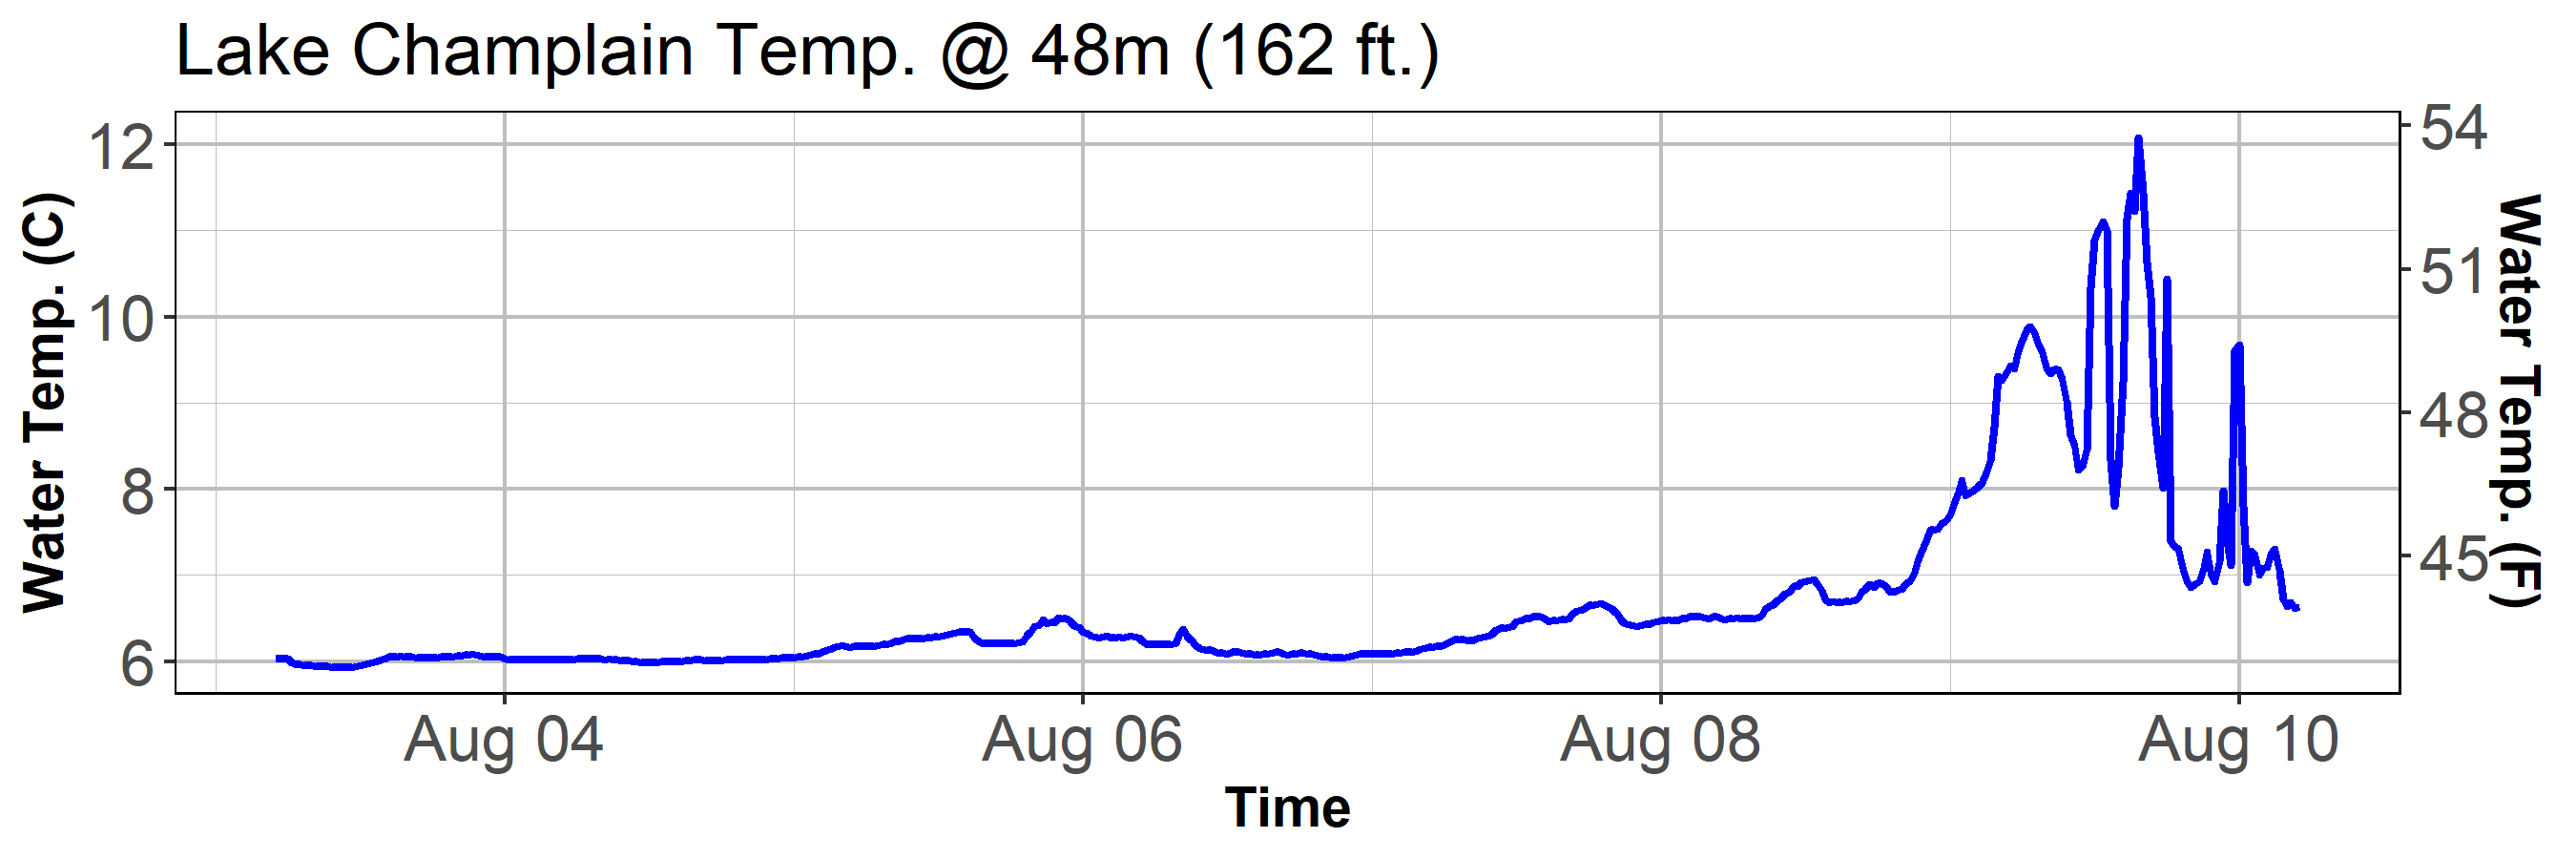 Lake Champlain Temp. @ 48m (162 ft.)
Water Temp. (C)
12
10
8
6
54
51
48
45
Water Temp. (F)
Aug 04 Aug 06 Aug 08 Aug 10
Time